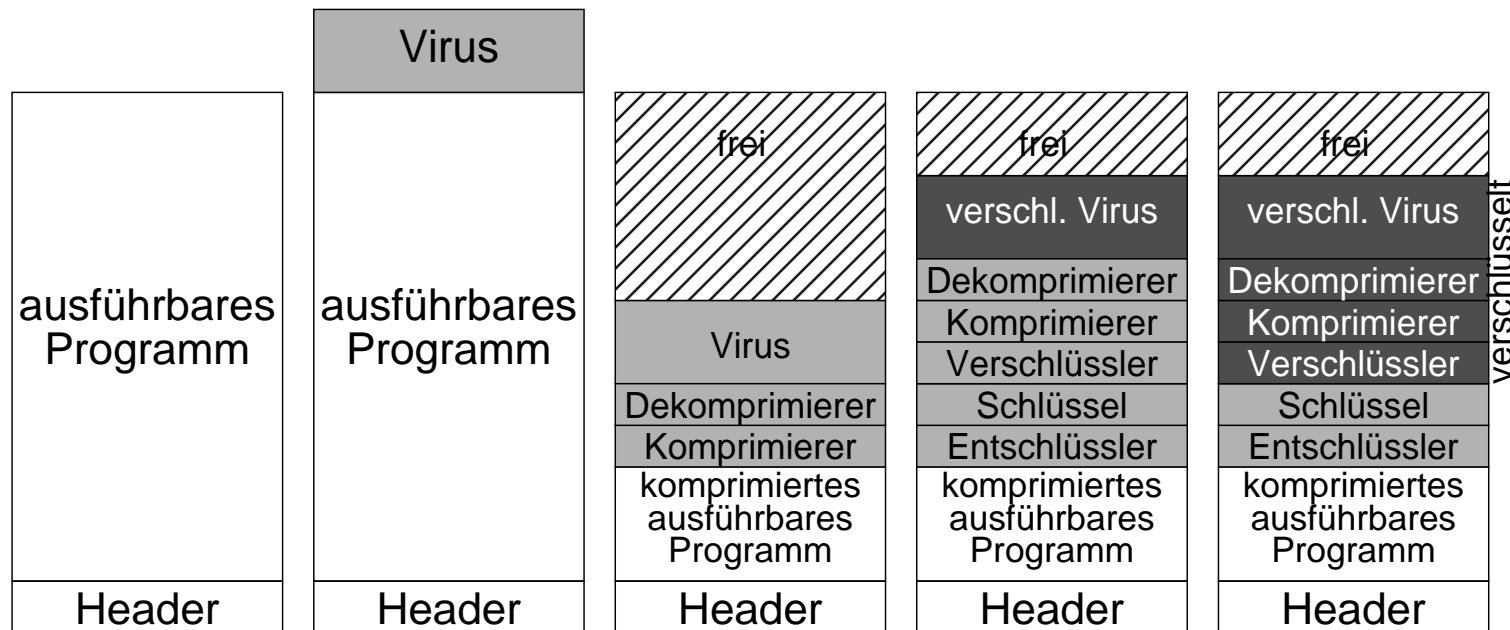 ausführbares
Programm
Header
Virus
ausführbares
Programm
Header
frei
Virus
Dekomprimierer
Komprimierer
komprimiertes
ausführbares
Programm
Header
frei
verschl. Virus
Dekomprimierer
Komprimierer
Verschlüssler
Schlüssel
Entschlüssler
komprimiertes
ausführbares
Programm
Header
frei
verschl. Virus
Dekomprimierer
Komprimierer
Verschlüssler
Schlüssel
Entschlüssler
komprimiertes
ausführbares
Programm
Header
verschlüsselt